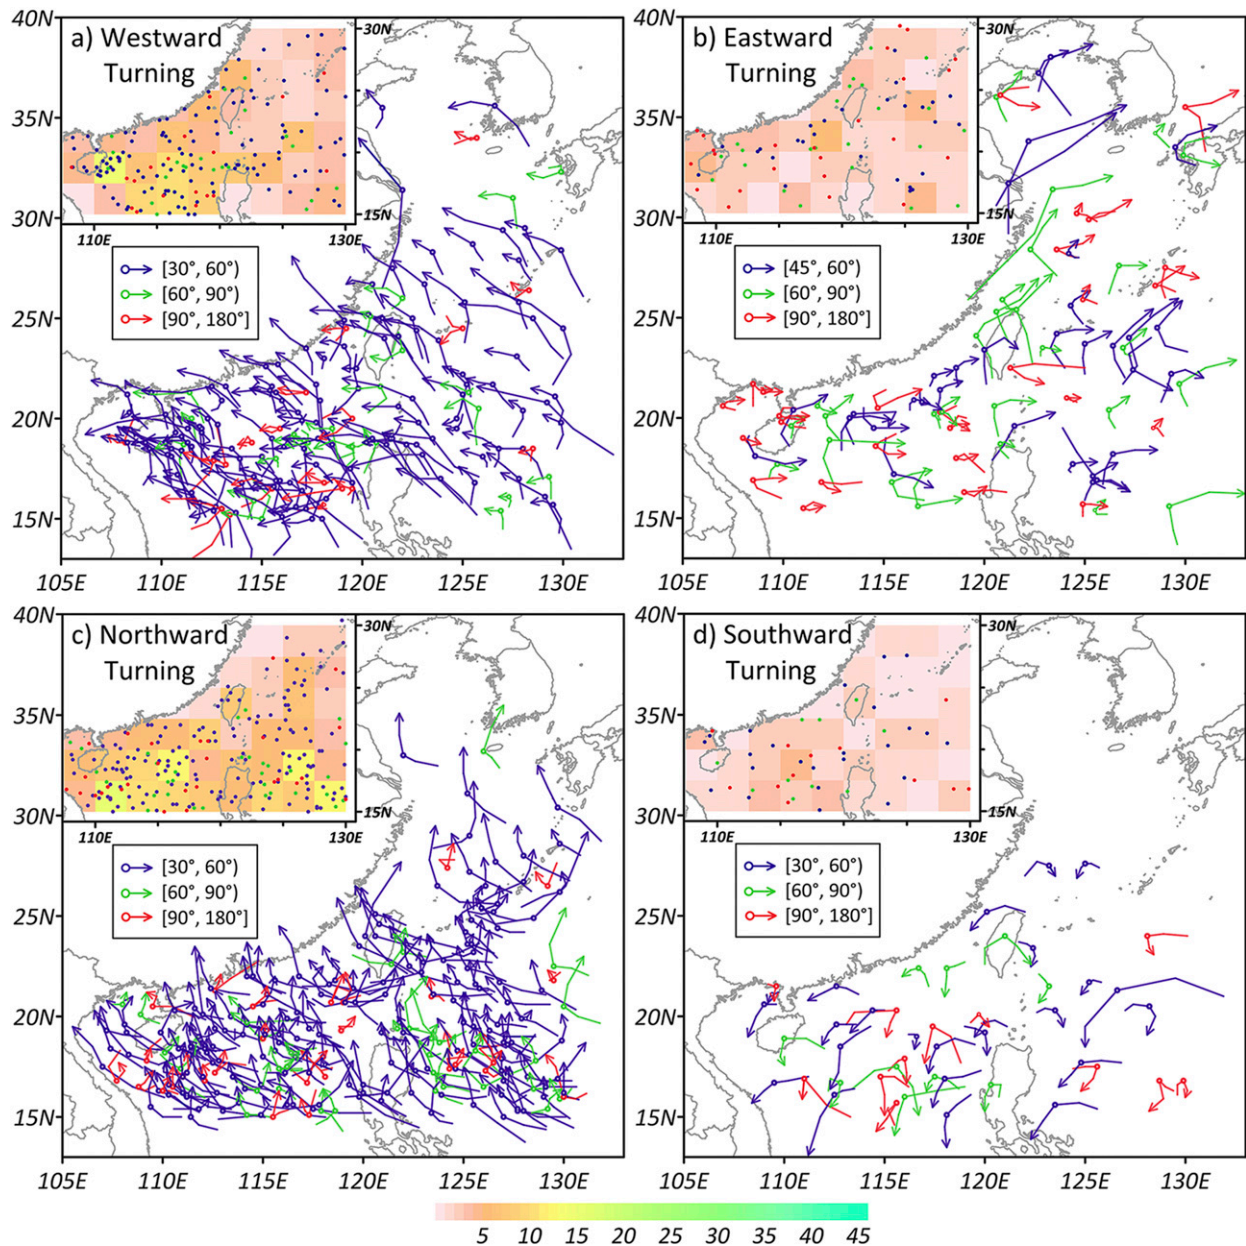 a) Westward
Turning
40N
35N
30N
25N
20N
15N
30N
15N
110E
130E
[30°, 60°)
[60°, 90°)
[90°, 180°]
105E 110E 115E 120E 125E 130E
b) Eastward
Turning
40N
35N
30N
25N
20N
15N
30N
15N
110E
130E
[45°, 60°)
[60°, 90°)
[90°, 180°]
105E 110E 115E 120E 125E 130E
c) Northward
Turning
40N
35N
30N
25N
20N
15N
30N
15N
110E
130E
[30°, 60°)
[60°, 90°)
[90°, 180°]
105E 110E 115E 120E 125E 130E
d) Southward
Turning
40N
35N
30N
25N
20N
15N
30N
15N
110E
130E
[30°, 60°)
[60°, 90°)
[90°, 180°]
105E 110E 115E 120E 125E 130E
5 10 15 20 25 30 35 40 45